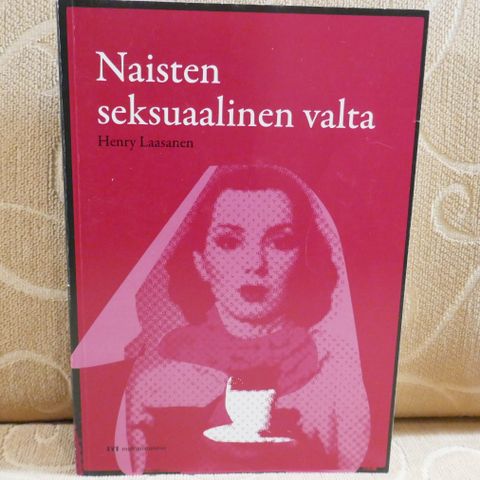 Naisten
seksuaalinen valta
Henry Laasanen